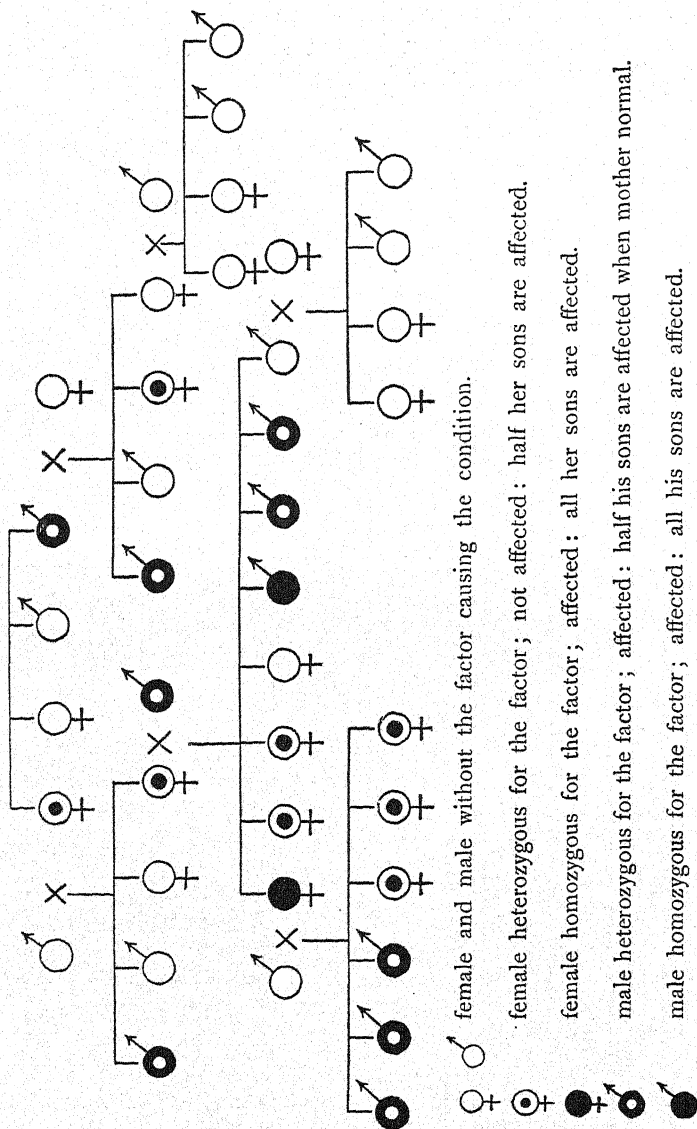 female and male without the factor causing the condition.
female heterozygous for the factor; not affected: half her sons are affected.
female homozygous for the factor; affected: all her sons are affected.
male heterozygous for the factor; affected: half his sons are affected when mother normal.
male homozygous for the factor; affected: all his sons are affected.